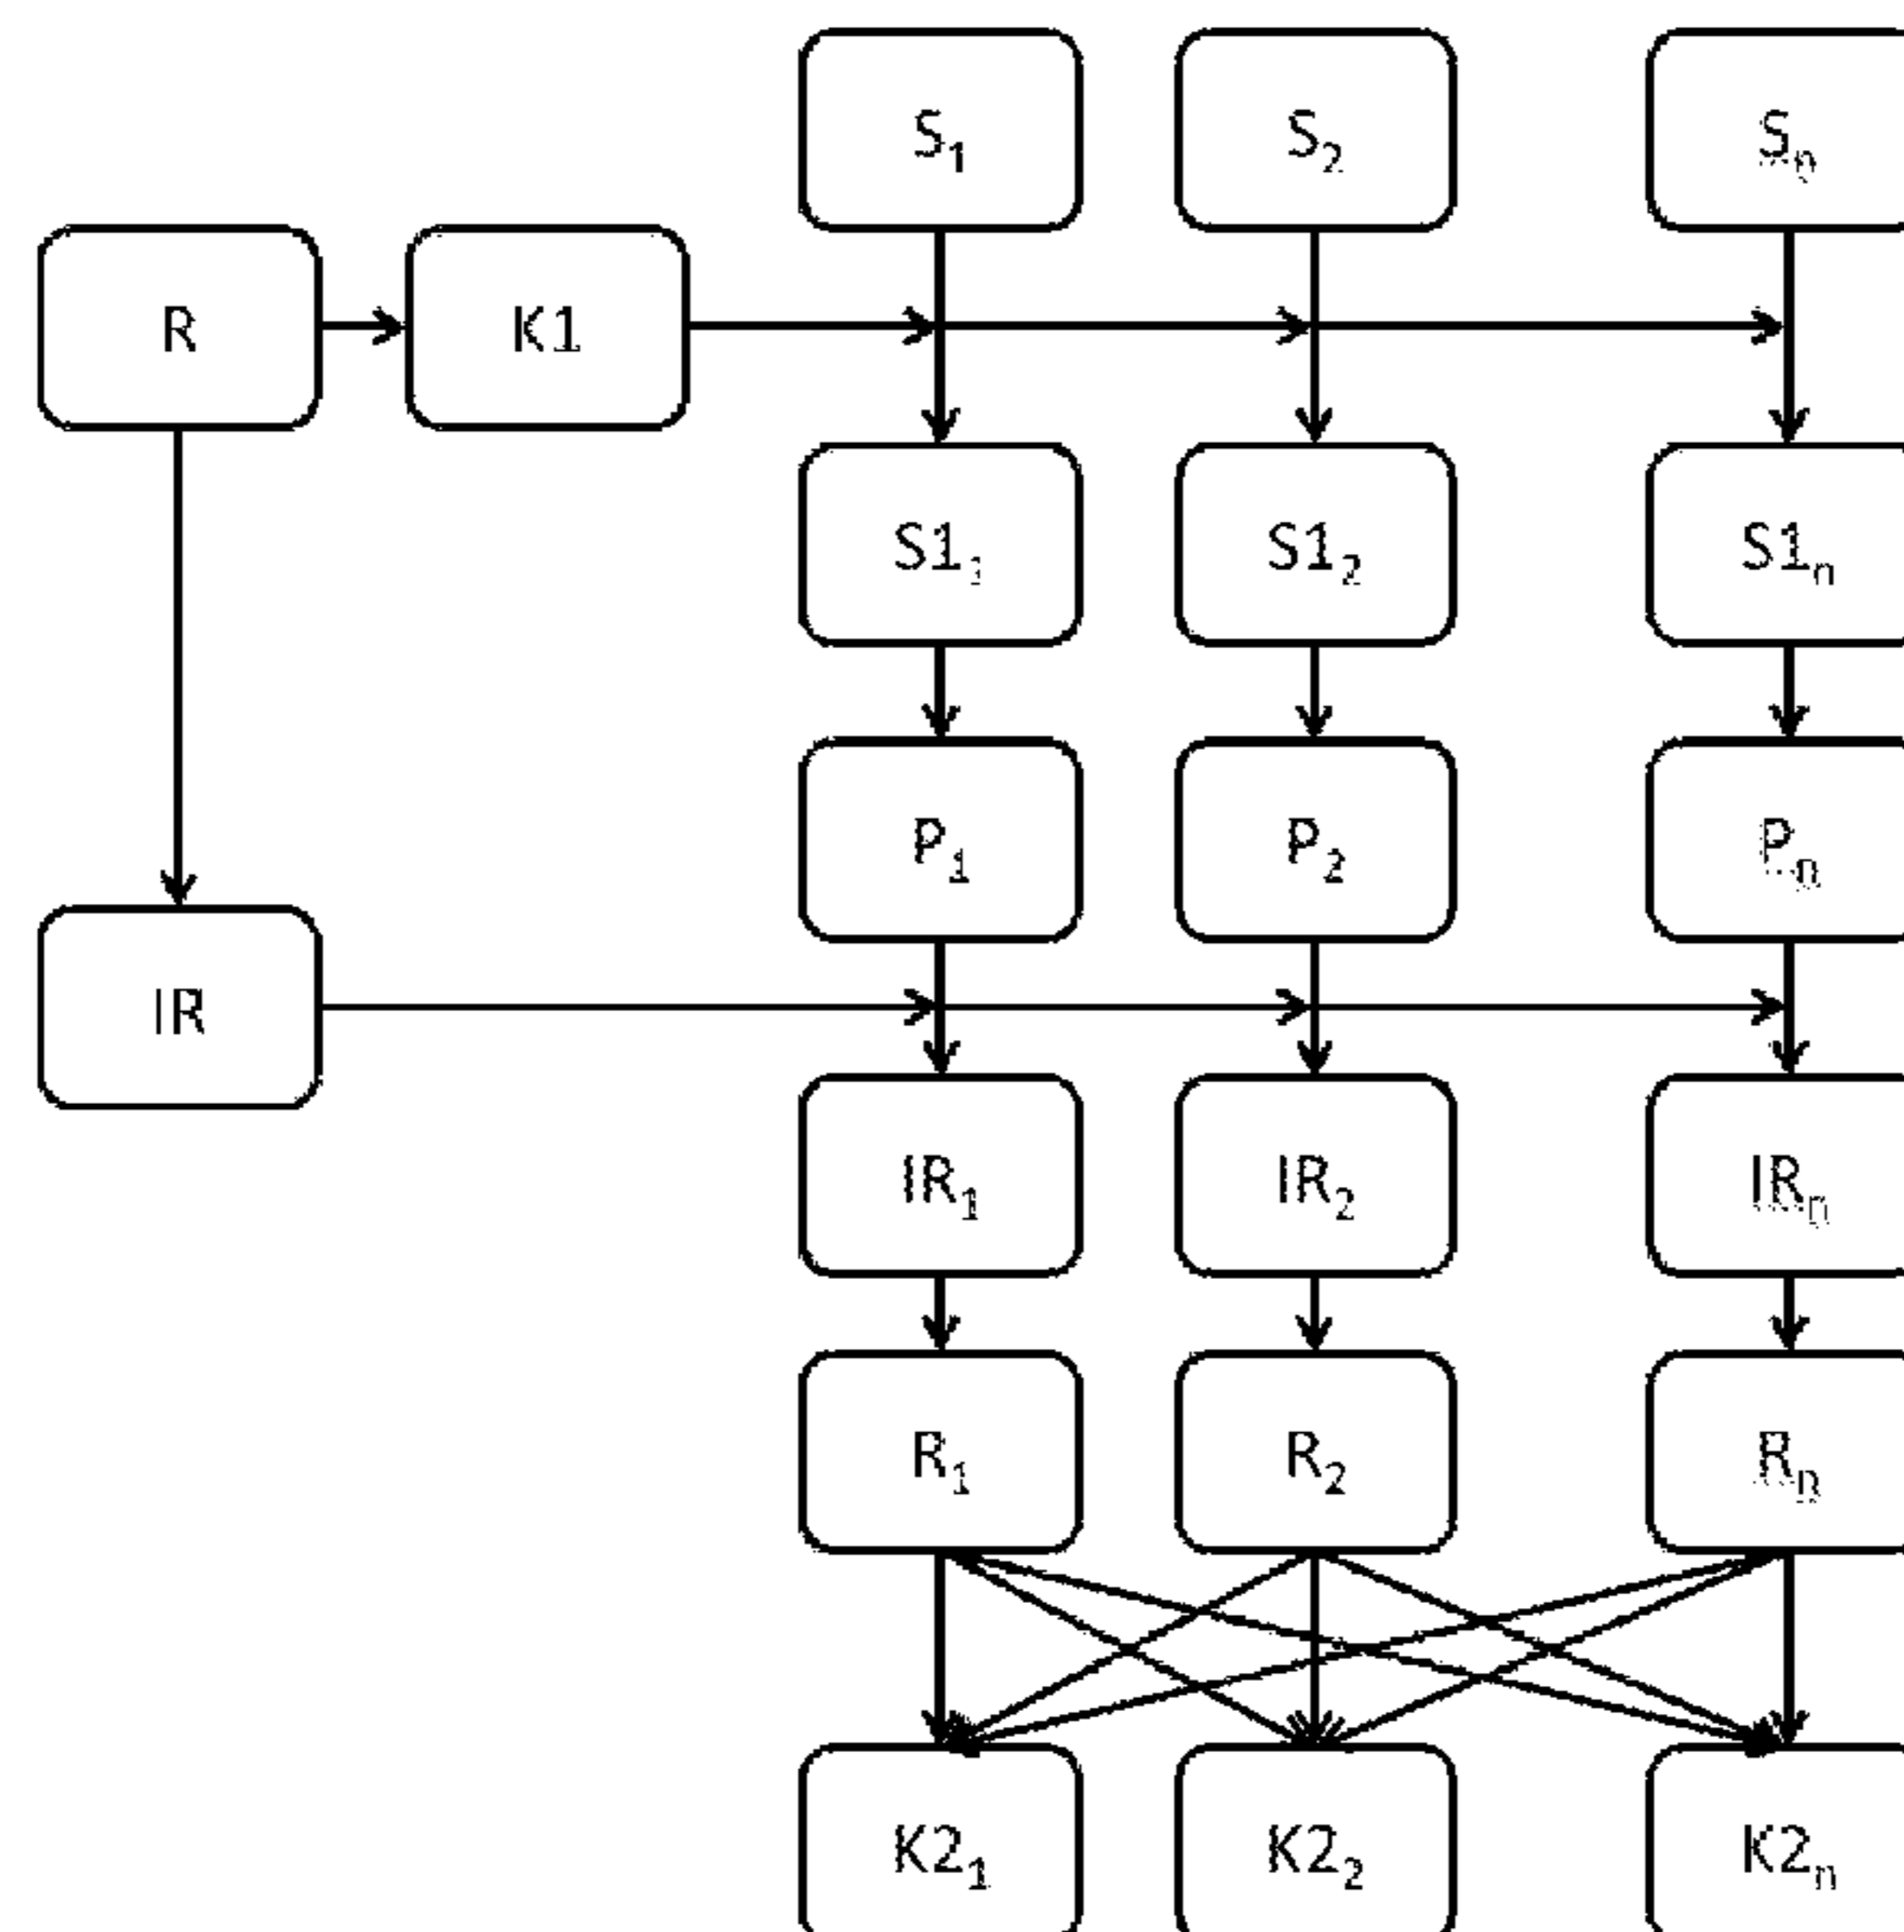 S₁ S₂ Sₙ
R K1
S1₁ S1₂ S1ₙ
P₁ P₂ Pₙ
IR
IR₁ IR₂ IRₙ
R₁ R₂ Rₙ
K2₁ K2₂ K2ₙ